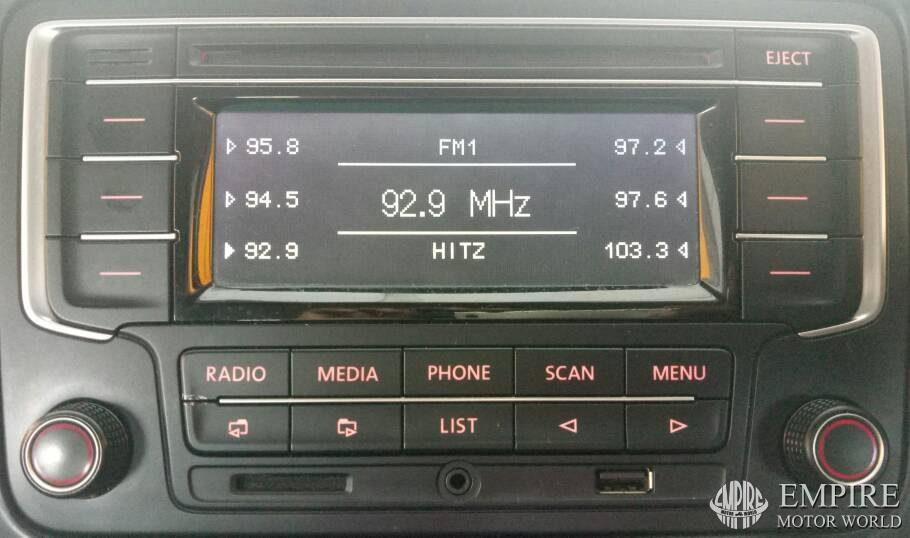 EJECT
95.8 FM1 97.2
94.5 92.9 MHz 97.6
92.9 HITZ 103.3
RADIO MEDIA PHONE SCAN MENU
LIST
EMPIRE
EMPIRE
MOTOR WORLD